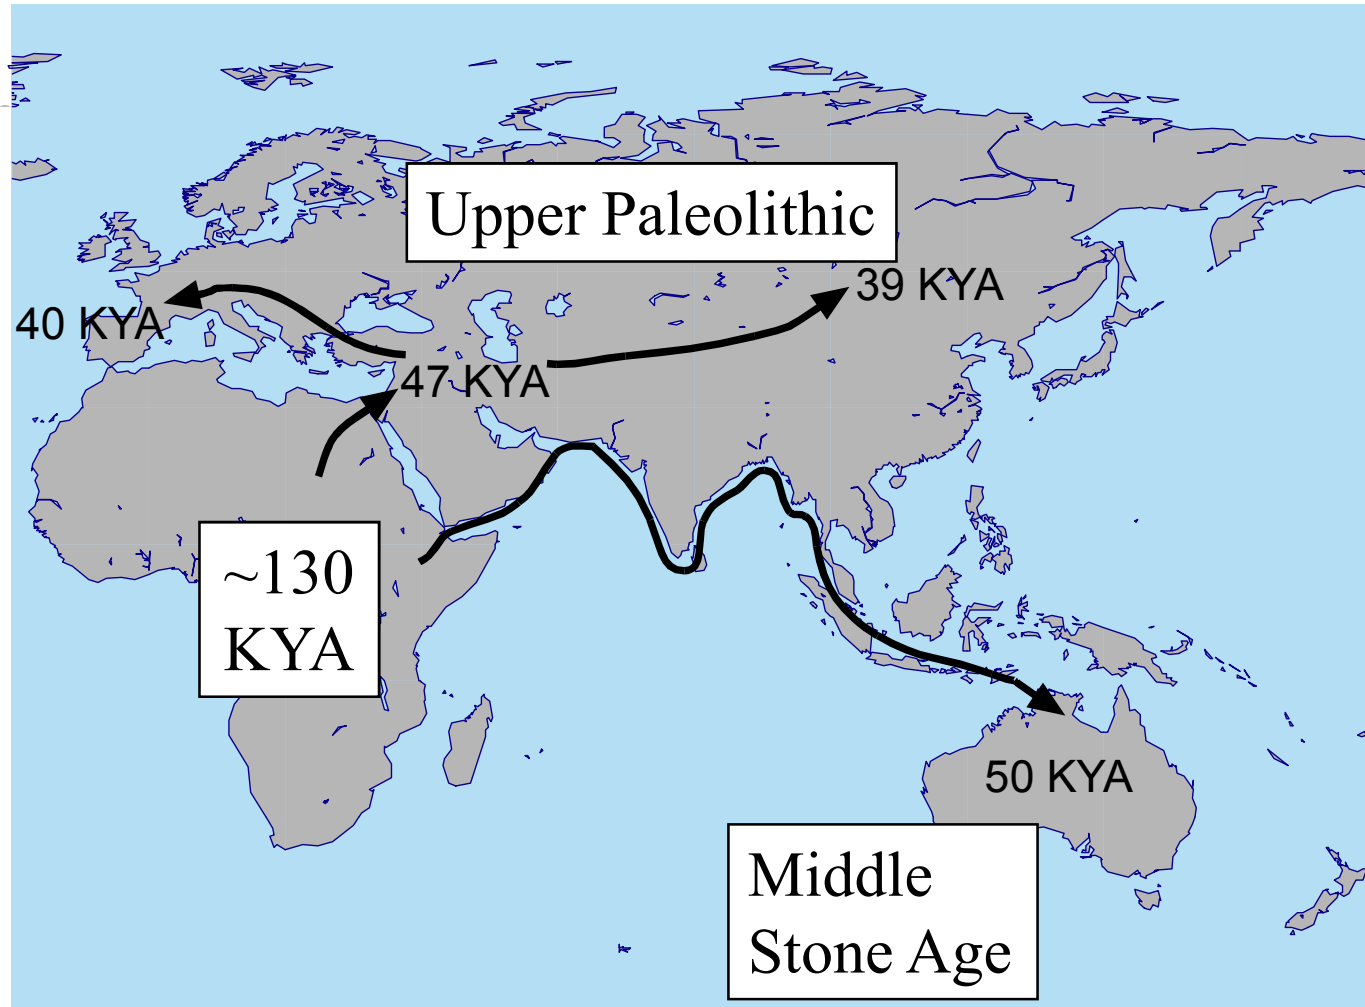 Upper Paleolithic
39 KYA
40 KYA
47 KYA
~130
KYA
50 KYA
Middle
Stone Age